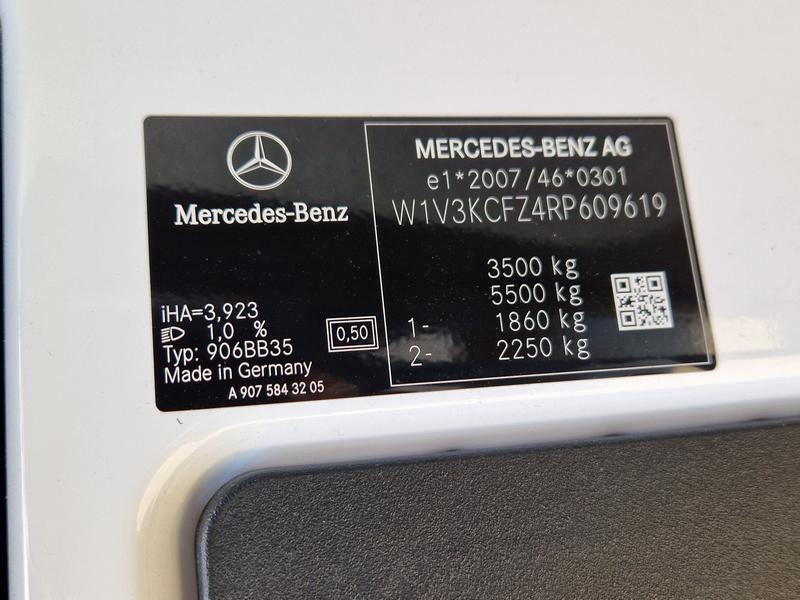 Mercedes-Benz
iHA=3,923
1,0 %
0,50
Typ: 906BB35
Made in Germany
A 907 584 32 05
MERCEDES-BENZ AG
e1*2007/46*0301
W1V3KCFZ4RP609619
3500 kg
5500 kg
1- 1860 kg
2- 2250 kg